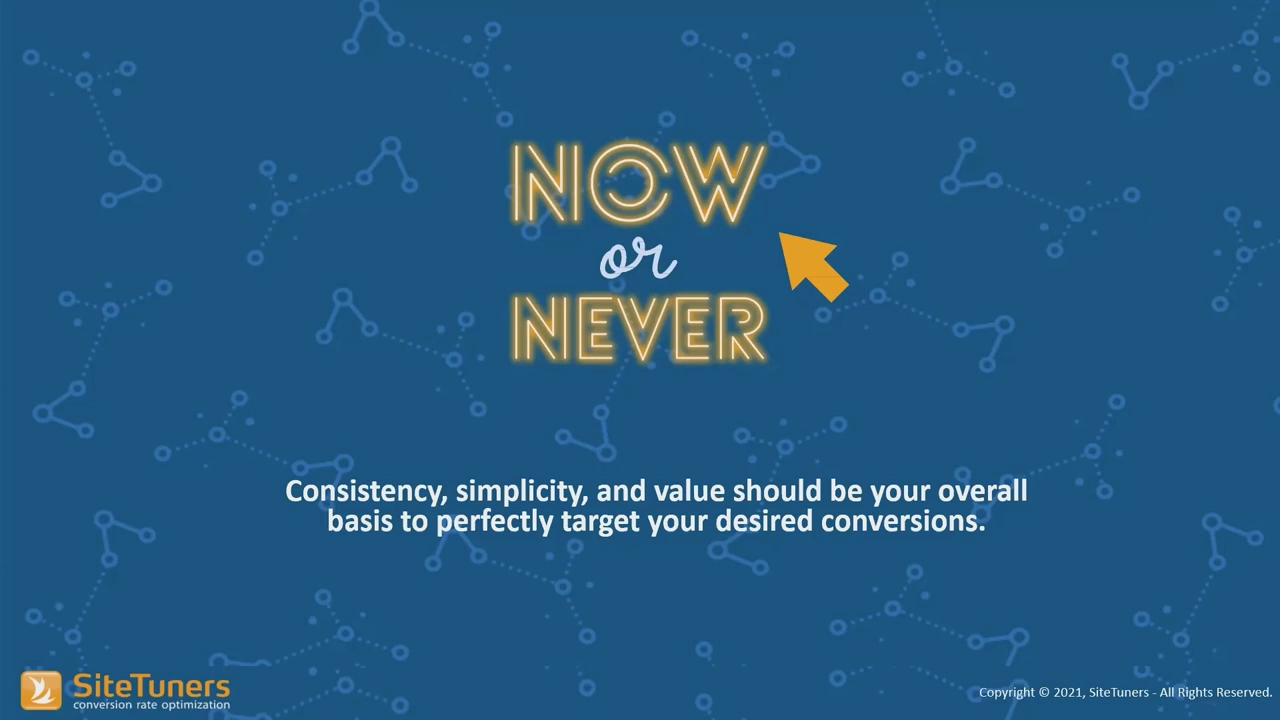 NOW
or
NEVER
Consistency, simplicity, and value should be your overall
basis to perfectly target your desired conversions.
SiteTuners
conversion rate optimization
Copyright © 2021, SiteTuners - All Rights Reserved.